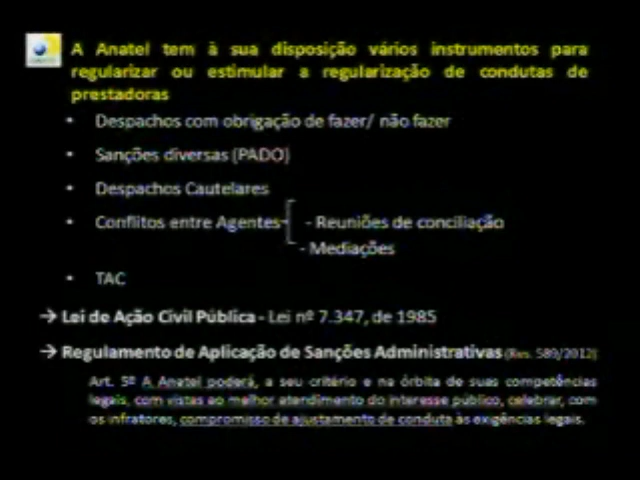 A Anatel tem à sua disposição vários instrumentos para
regularizar ou estimular a regularização de condutas de
prestadoras
• Despachos com obrigação de fazer/ não fazer
• Sanções diversas (PADO)
• Despachos Cautelares
• Conflitos entre Agentes - Reuniões de conciliação
- Mediações
• TAC
→ Lei de Ação Civil Pública - Lei nº 7.347, de 1985
→ Regulamento de Aplicação de Sanções Administrativas (Res. 589/2012)
Art. 5º A Anatel poderá, a seu critério e na órbita de suas competências
legais, com vistas ao melhor atendimento do interesse público, celebrar, com
os infratores, compromisso de ajustamento de conduta às exigências legais.